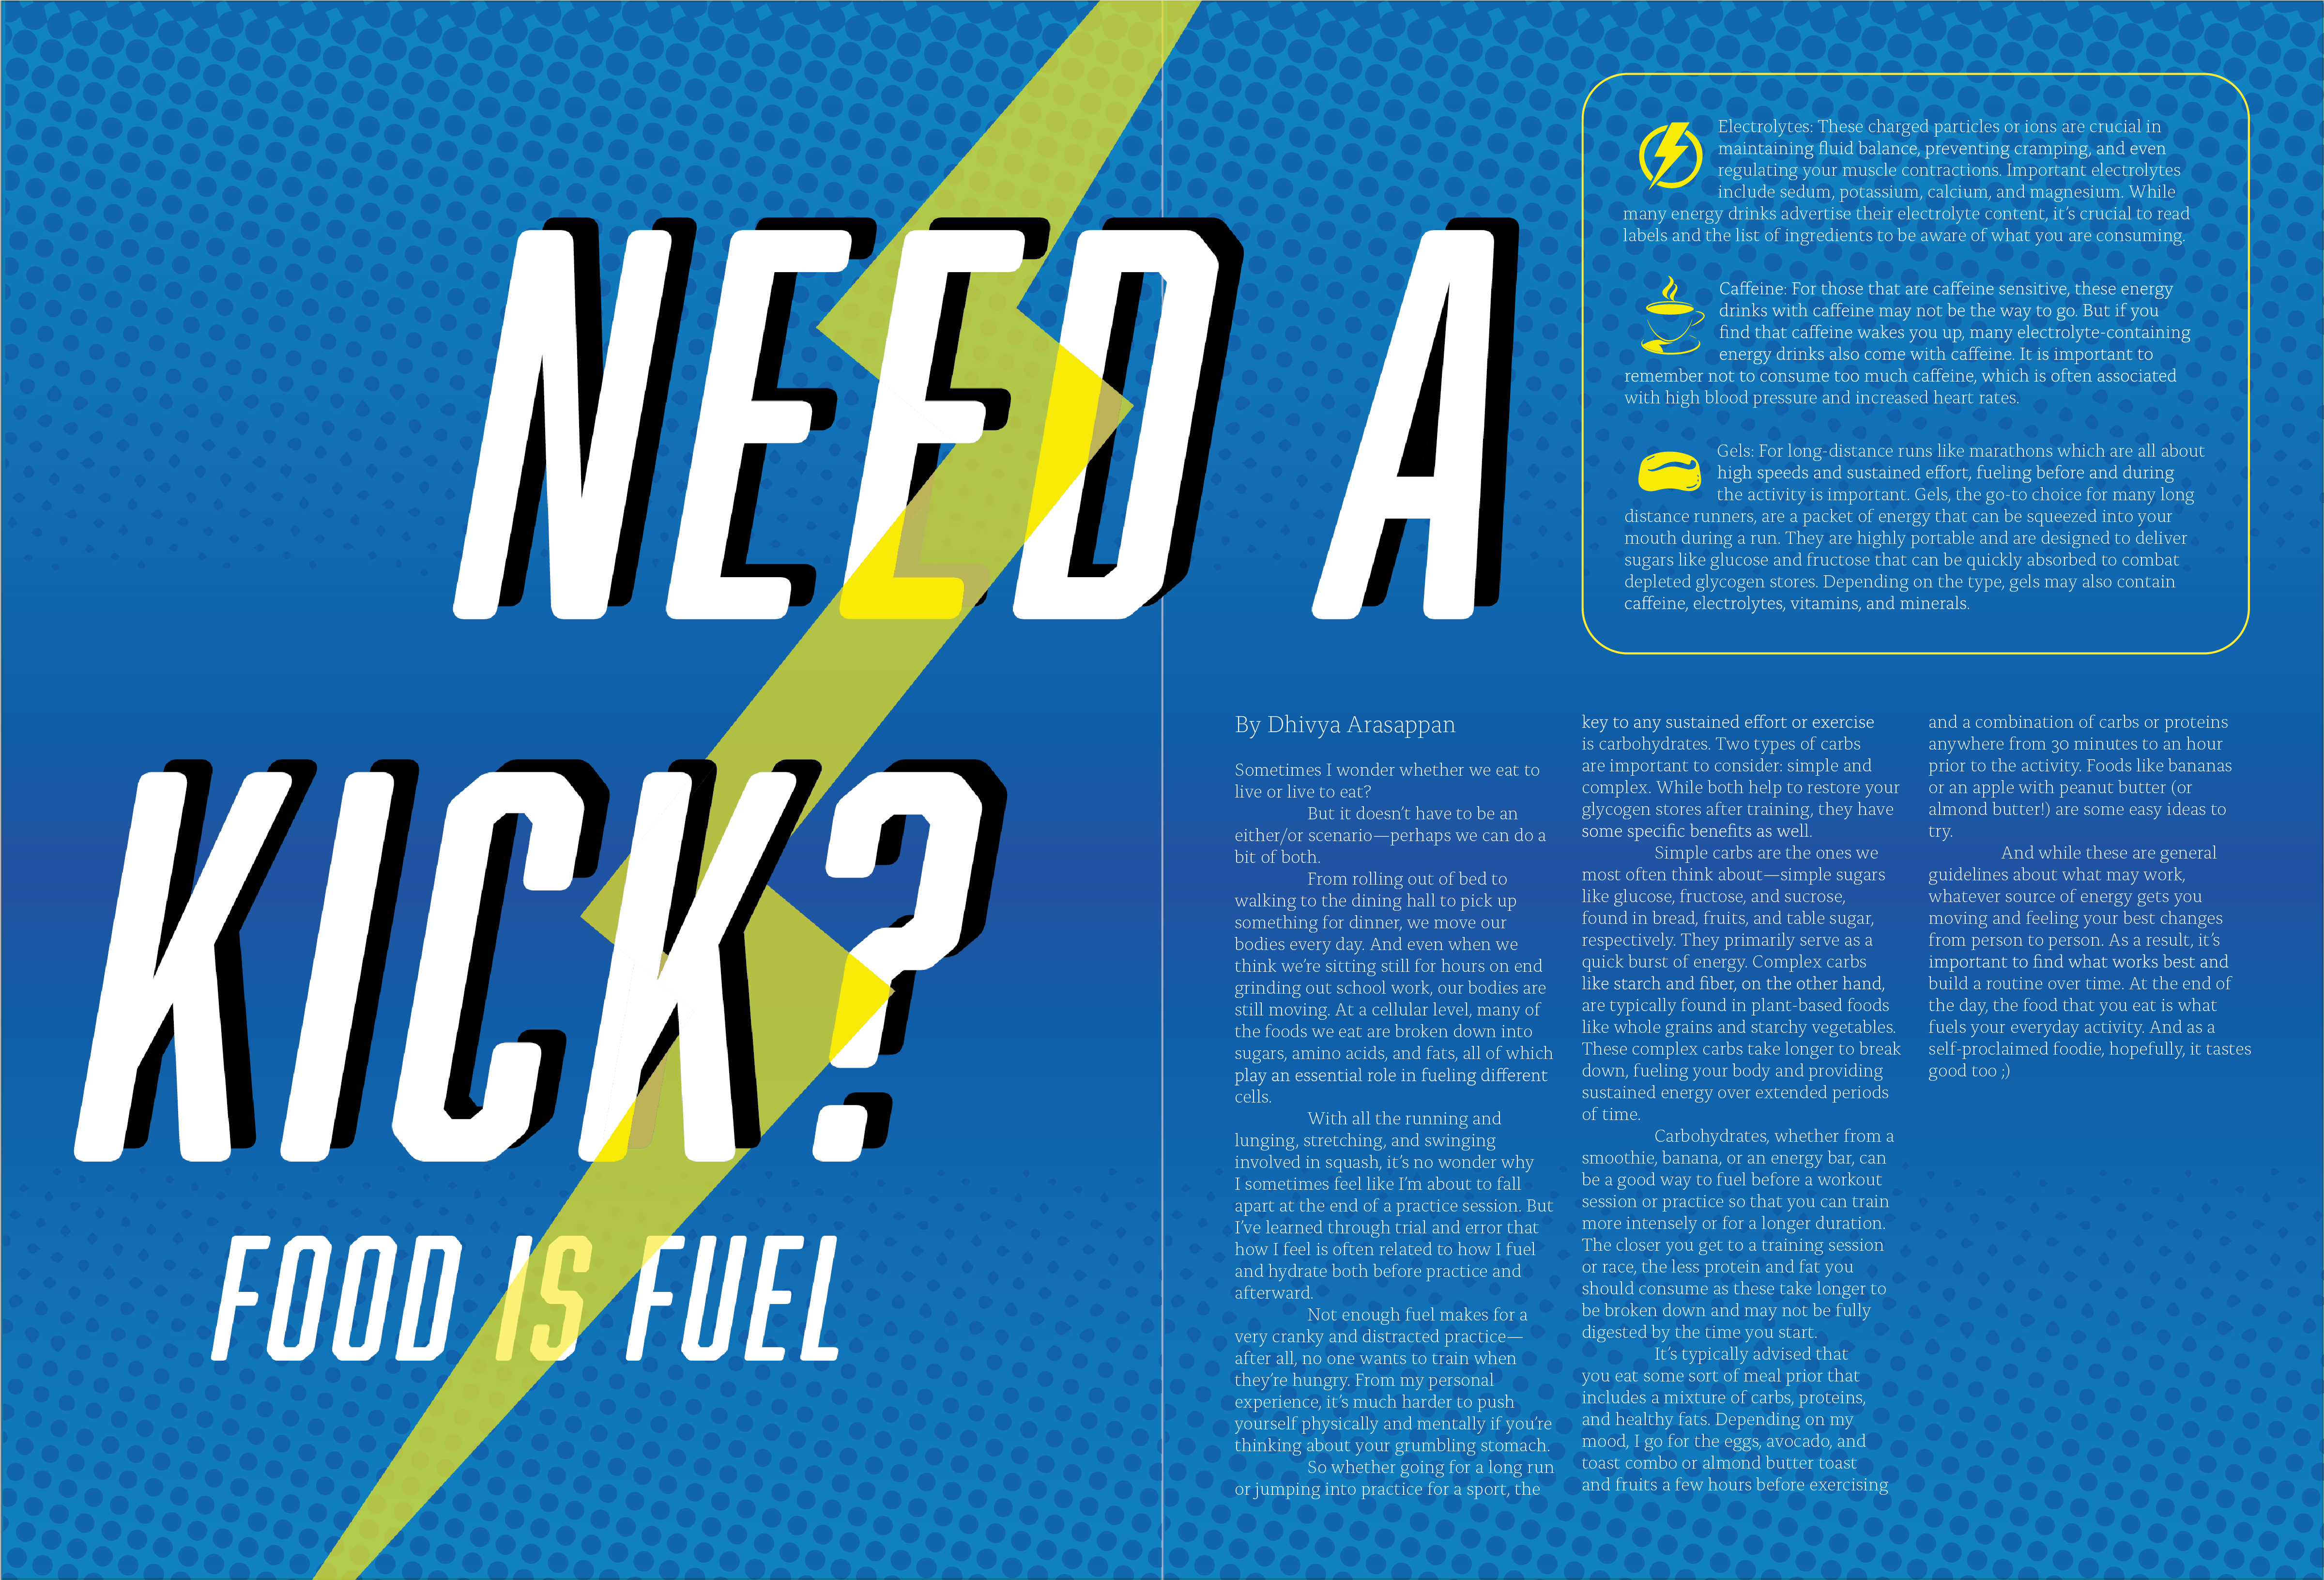 NEED A
KICK?
FOOD IS FUEL
Electrolytes: These charged particles or ions are crucial in
maintaining fluid balance, preventing cramping, and even
regulating your muscle contractions. Important electrolytes
include sedum, potassium, calcium, and magnesium. While
many energy drinks advertise their electrolyte content, it’s crucial to read
labels and the list of ingredients to be aware of what you are consuming.
Caffeine: For those that are caffeine sensitive, these energy
drinks with caffeine may not be the way to go. But if you
find that caffeine wakes you up, many electrolyte-containing
energy drinks also come with caffeine. It is important to
remember not to consume too much caffeine, which is often associated
with high blood pressure and increased heart rates.
Gels: For long-distance runs like marathons which are all about
high speeds and sustained effort, fueling before and during
the activity is important. Gels, the go-to choice for many long
distance runners, are a packet of energy that can be squeezed into your
mouth during a run. They are highly portable and are designed to deliver
sugars like glucose and fructose that can be quickly absorbed to combat
depleted glycogen stores. Depending on the type, gels may also contain
caffeine, electrolytes, vitamins, and minerals.
By Dhivya Arasappan
Sometimes I wonder whether we eat to
live or live to eat?
But it doesn’t have to be an
either/or scenario—perhaps we can do a
bit of both.
From rolling out of bed to
walking to the dining hall to pick up
something for dinner, we move our
bodies every day. And even when we
think we’re sitting still for hours on end
grinding out school work, our bodies are
still moving. At a cellular level, many of
the foods we eat are broken down into
sugars, amino acids, and fats, all of which
play an essential role in fueling different
cells.
With all the running and
lunging, stretching, and swinging
involved in squash, it’s no wonder why
I sometimes feel like I’m about to fall
apart at the end of a practice session. But
I’ve learned through trial and error that
how I feel is often related to how I fuel
and hydrate both before practice and
afterward.
Not enough fuel makes for a
very cranky and distracted practice—
after all, no one wants to train when
they’re hungry. From my personal
experience, it’s much harder to push
yourself physically and mentally if you’re
thinking about your grumbling stomach.
So whether going for a long run
or jumping into practice for a sport, the
key to any sustained effort or exercise
is carbohydrates. Two types of carbs
are important to consider: simple and
complex. While both help to restore your
glycogen stores after training, they have
some specific benefits as well.
Simple carbs are the ones we
most often think about—simple sugars
like glucose, fructose, and sucrose,
found in bread, fruits, and table sugar,
respectively. They primarily serve as a
quick burst of energy. Complex carbs
like starch and fiber, on the other hand,
are typically found in plant-based foods
like whole grains and starchy vegetables.
These complex carbs take longer to break
down, fueling your body and providing
sustained energy over extended periods
of time.
Carbohydrates, whether from a
smoothie, banana, or an energy bar, can
be a good way to fuel before a workout
session or practice so that you can train
more intensely or for a longer duration.
The closer you get to a training session
or race, the less protein and fat you
should consume as these take longer to
be broken down and may not be fully
digested by the time you start.
It’s typically advised that
you eat some sort of meal prior that
includes a mixture of carbs, proteins,
and healthy fats. Depending on my
mood, I go for the eggs, avocado, and
toast combo or almond butter toast
and fruits a few hours before exercising
and a combination of carbs or proteins
anywhere from 30 minutes to an hour
prior to the activity. Foods like bananas
or an apple with peanut butter (or
almond butter!) are some easy ideas to
try.
And while these are general
guidelines about what may work,
whatever source of energy gets you
moving and feeling your best changes
from person to person. As a result, it’s
important to find what works best and
build a routine over time. At the end of
the day, the food that you eat is what
fuels your everyday activity. And as a
self-proclaimed foodie, hopefully, it tastes
good too ;)